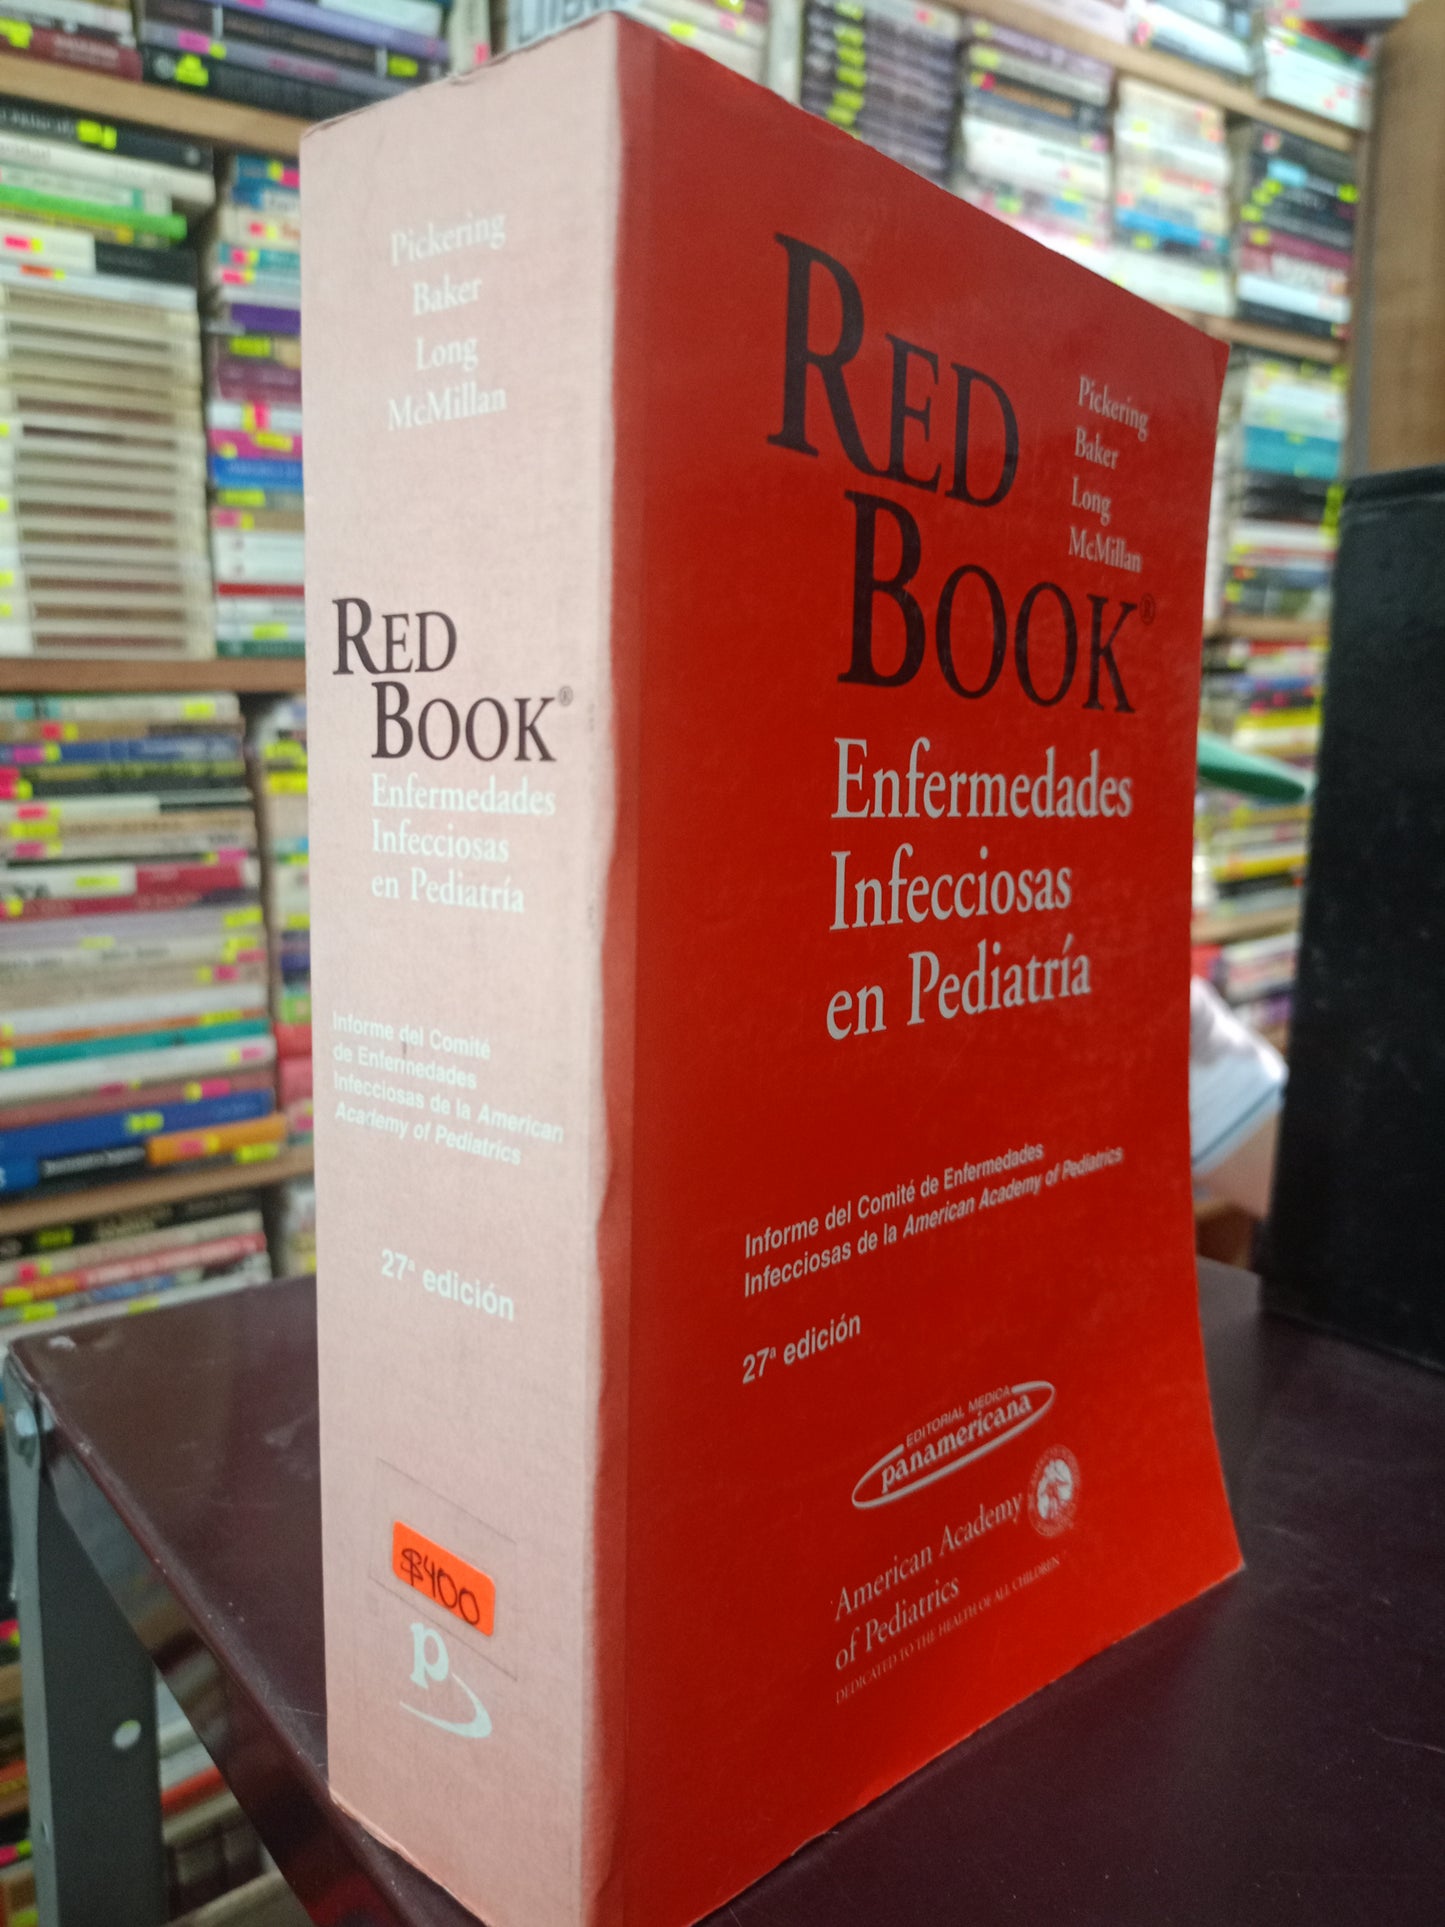 Pickering
Baker
Long
McMillan
RED
BOOK®
Enfermedades
Infecciosas
en Pediatría
Informe del Comité
de Enfermedades
Infecciosas de la American
Academy of Pediatrics
27ª edición
$400
p
RED
BOOK®
Pickering
Baker
Long
McMillan
Enfermedades
Infecciosas
en Pediatría
Informe del Comité de Enfermedades
Infecciosas de la American Academy of Pediatrics
27ª edición
EDITORIAL MEDICA
panamericana
American Academy
of Pediatrics
DEDICATED TO THE HEALTH OF ALL CHILDREN™